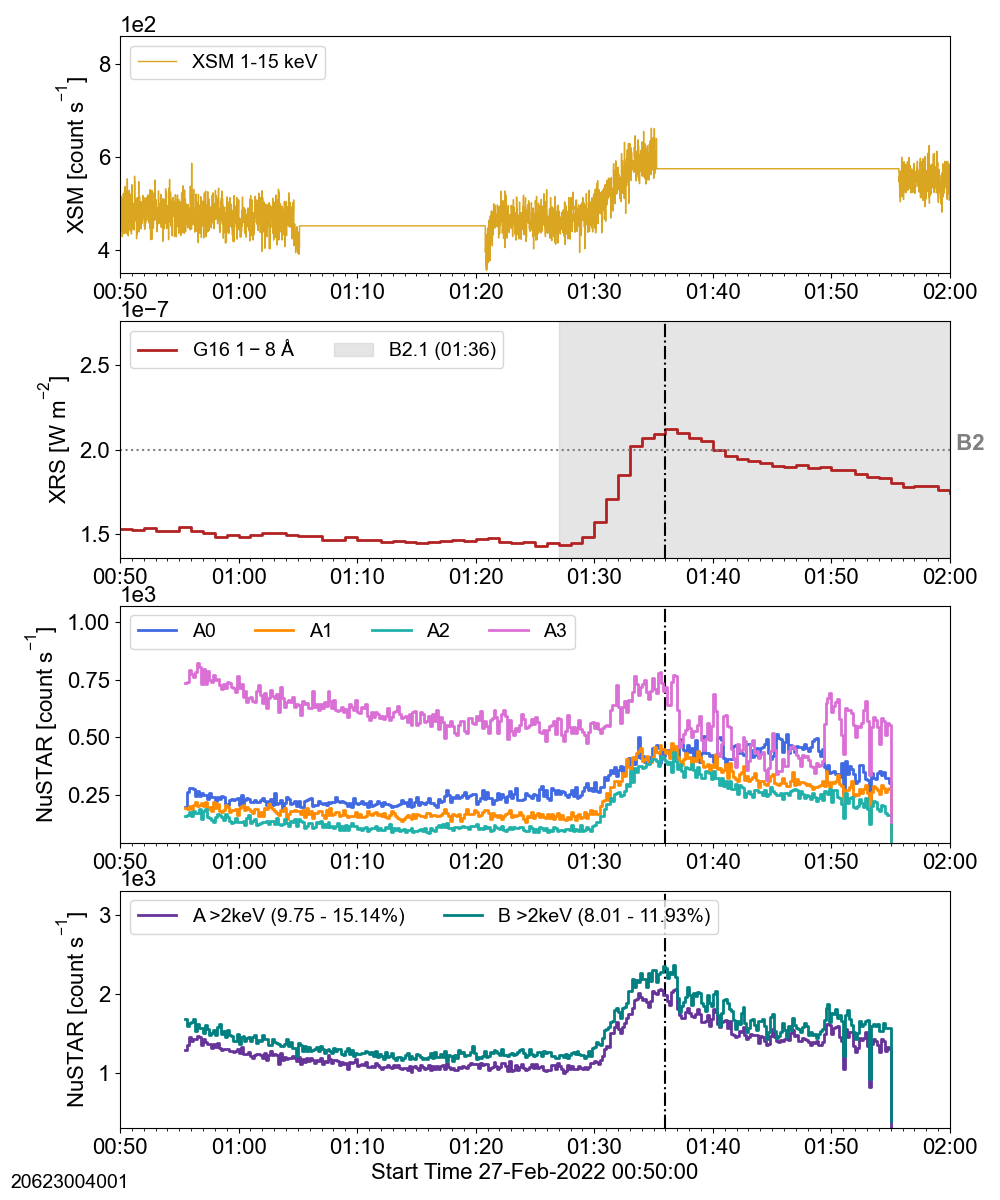 1e2
XSM [count s−1]
8
6
4
XSM 1-15 keV
00:50 01:00 01:10 01:20 01:30 01:40 01:50 02:00
1e−7
XRS [W m−2]
2.5
2.0
1.5
G16 1 − 8 Å B2.1 (01:36)
B2
00:50 01:00 01:10 01:20 01:30 01:40 01:50 02:00
1e3
NuSTAR [count s−1]
1.00
0.75
0.50
0.25
A0 A1 A2 A3
00:50 01:00 01:10 01:20 01:30 01:40 01:50 02:00
1e3
NuSTAR [count s−1]
3
2
1
A >2keV (9.75 - 15.14%) B >2keV (8.01 - 11.93%)
00:50 01:00 01:10 01:20 01:30 01:40 01:50 02:00
Start Time 27-Feb-2022 00:50:00
20623004001